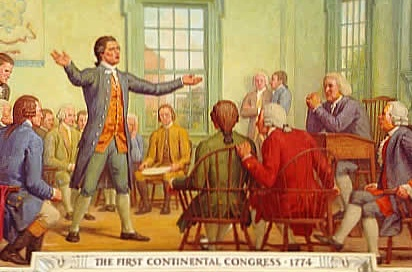 THE FIRST CONTINENTAL CONGRESS · 1774